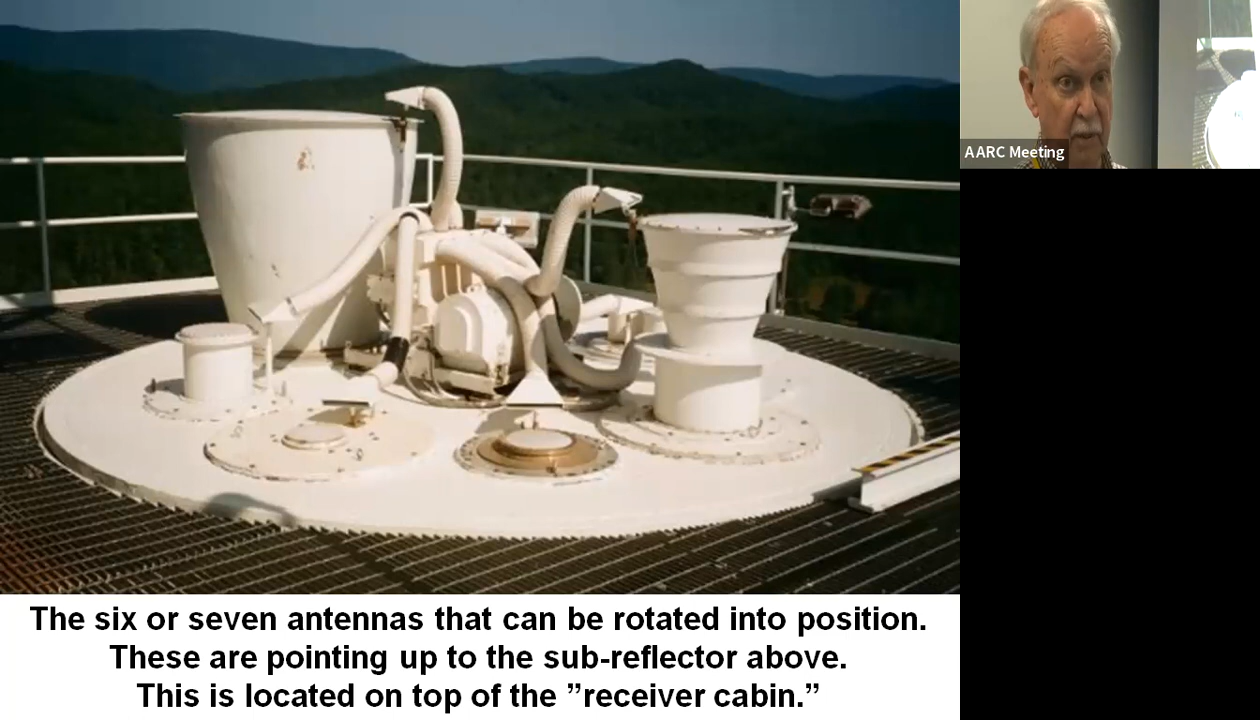 AARC Meeting
The six or seven antennas that can be rotated into position.
These are pointing up to the sub-reflector above.
This is located on top of the ”receiver cabin.”